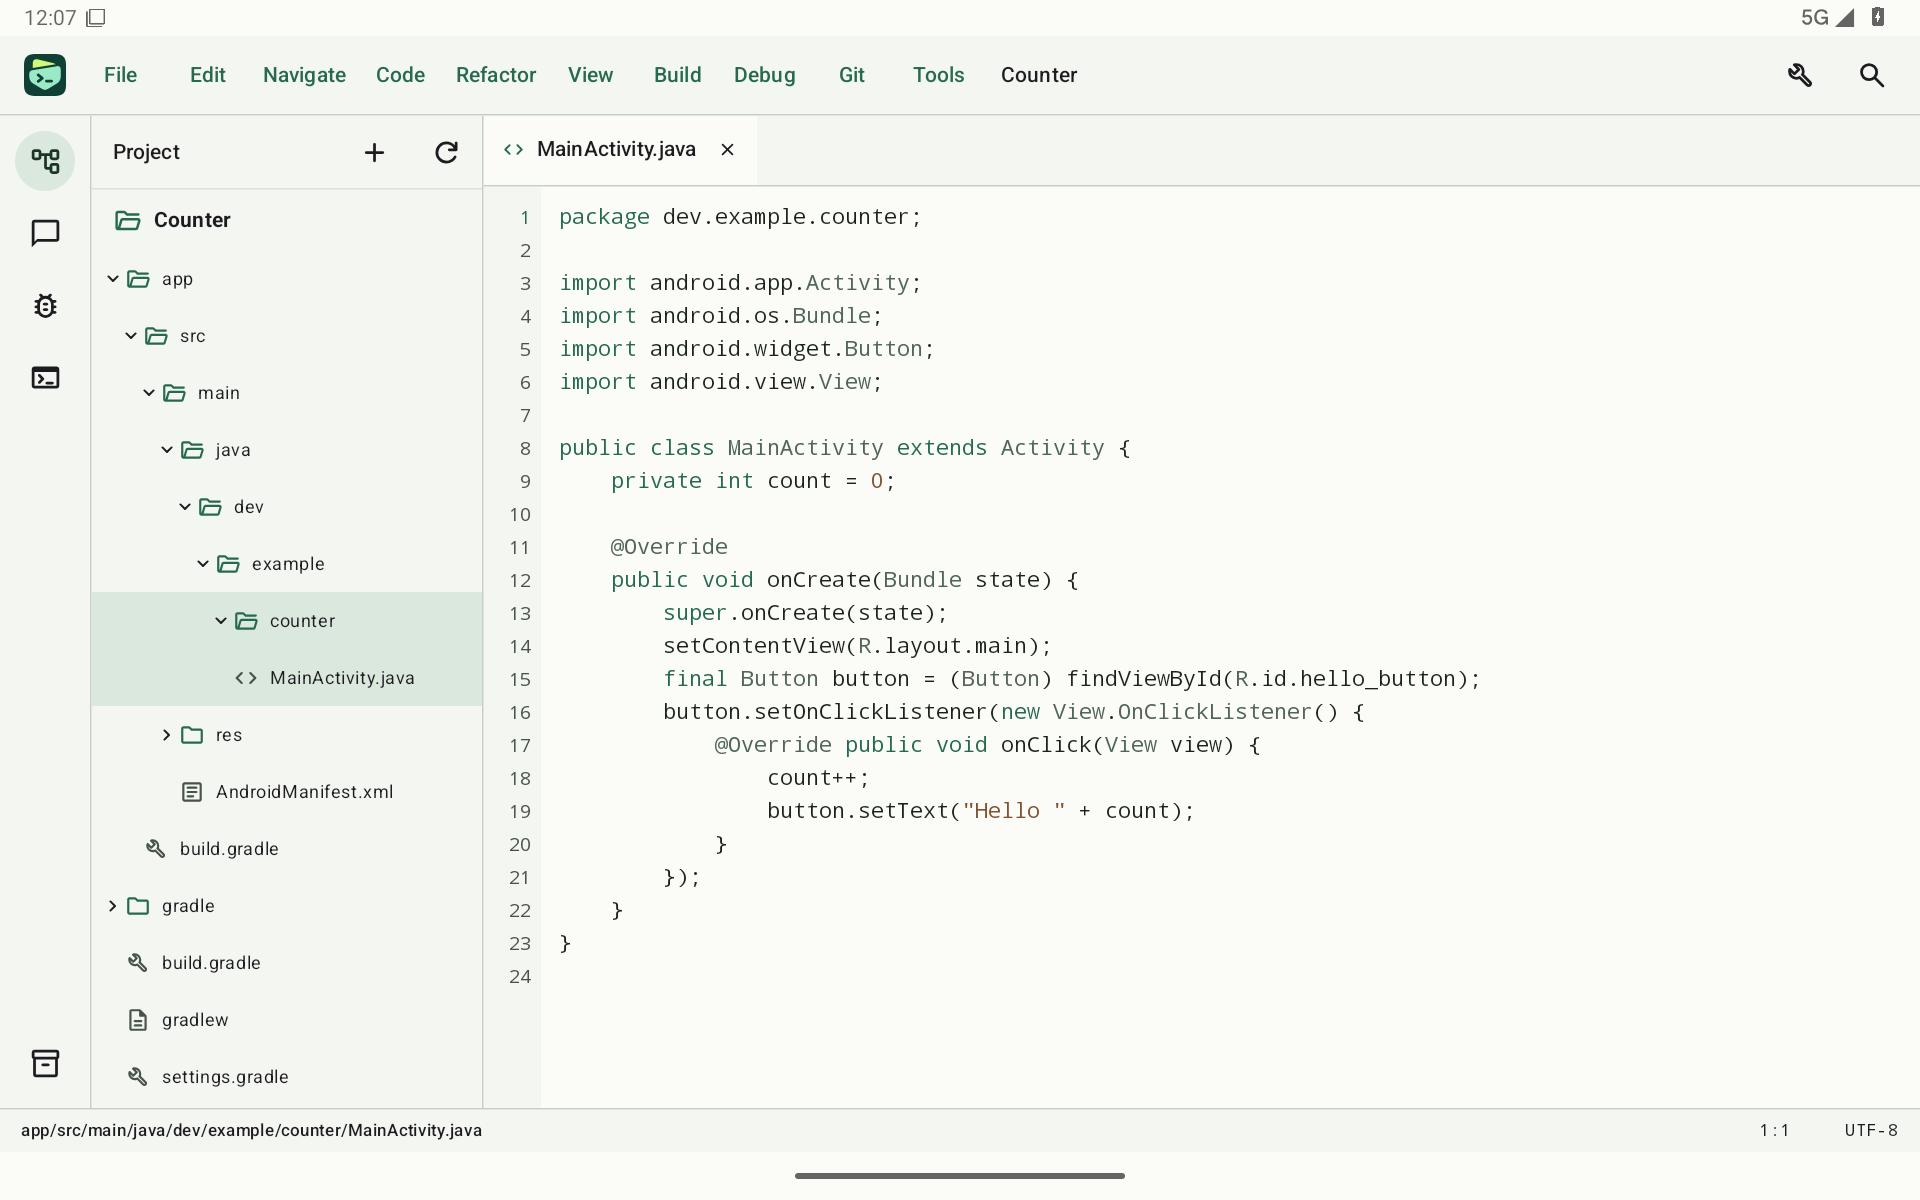 12:07 5G
File Edit Navigate Code Refactor View Build Debug Git Tools Counter
Project
Counter
app
src
main
java
dev
example
counter
MainActivity.java
res
AndroidManifest.xml
build.gradle
gradle
build.gradle
gradlew
settings.gradle
MainActivity.java
1 package dev.example.counter;
2
3 import android.app.Activity;
4 import android.os.Bundle;
5 import android.widget.Button;
6 import android.view.View;
7
8 public class MainActivity extends Activity {
9     private int count = 0;
10
11     @Override
12     public void onCreate(Bundle state) {
13         super.onCreate(state);
14         setContentView(R.layout.main);
15         final Button button = (Button) findViewById(R.id.hello_button);
16         button.setOnClickListener(new View.OnClickListener() {
17             @Override public void onClick(View view) {
18                 count++;
19                 button.setText("Hello " + count);
20             }
21         });
22     }
23 }
24
app/src/main/java/dev/example/counter/MainActivity.java 1:1 UTF-8